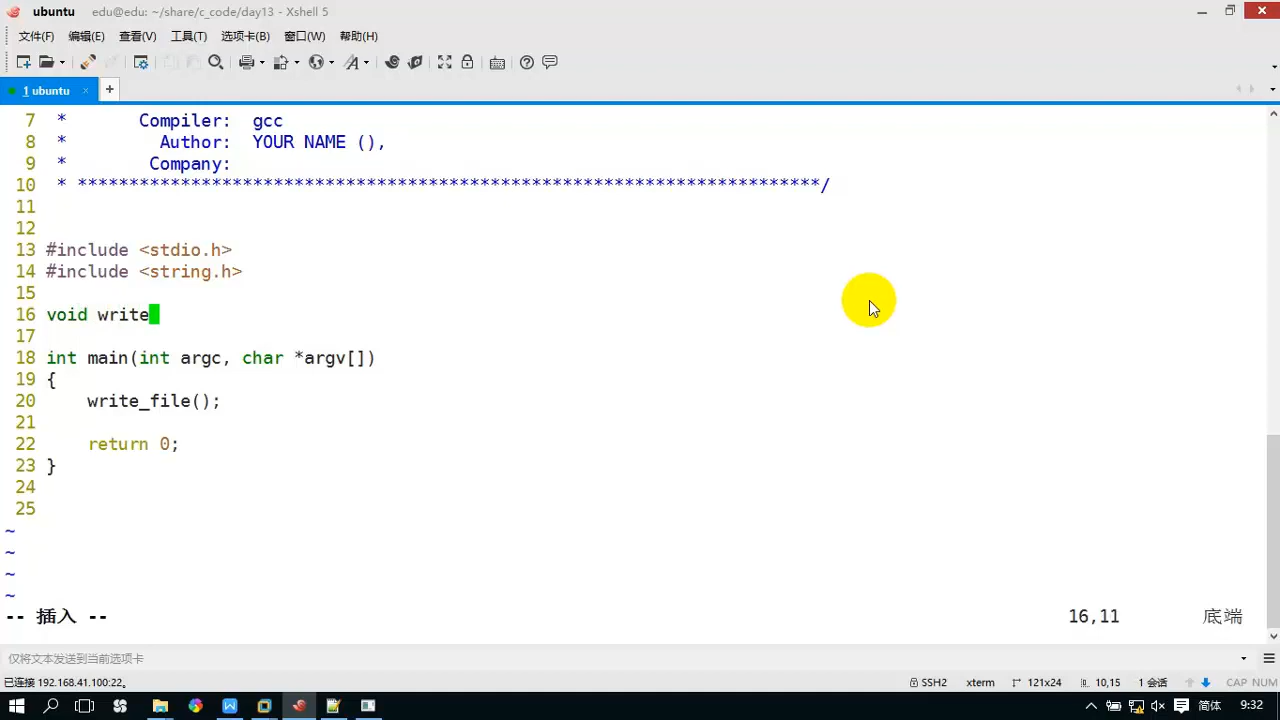 ubuntu edu@edu: ~/share/c_code/day13 - Xshell 5
文件(F) 编辑(E) 查看(V) 工具(T) 选项卡(B) 窗口(W) 帮助(H)
1 ubuntu × +
7 * Compiler: gcc
8 * Author: YOUR NAME (),
9 * Company:
10 * ************************************************************************/
11
12
13 #include <stdio.h>
14 #include <string.h>
15
16 void write
17
18 int main(int argc, char *argv[])
19 {
20 write_file();
21
22 return 0;
23 }
24
25
~
~
~
~
-- 插入 -- 16,11 底端
仅将文本发送到当前选项卡
已连接 192.168.41.100:22。 SSH2 xterm 121x24 10,15 1 会话 CAP NUM
简体 9:32